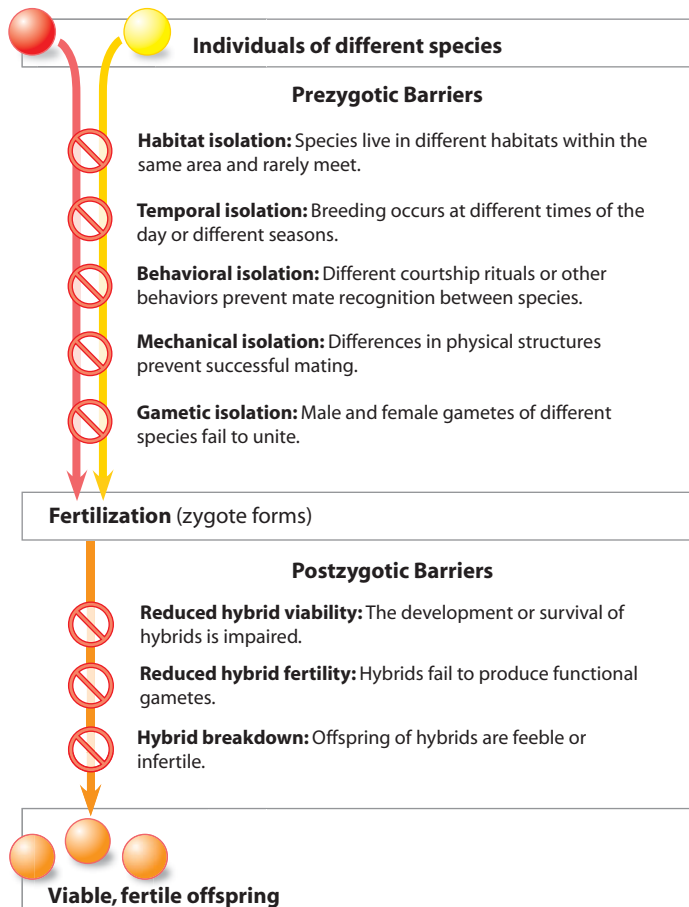 Individuals of different species
Prezygotic Barriers
Habitat isolation: Species live in different habitats within the
same area and rarely meet.
Temporal isolation: Breeding occurs at different times of the
day or different seasons.
Behavioral isolation: Different courtship rituals or other
behaviors prevent mate recognition between species.
Mechanical isolation: Differences in physical structures
prevent successful mating.
Gametic isolation: Male and female gametes of different
species fail to unite.
Fertilization (zygote forms)
Postzygotic Barriers
Reduced hybrid viability: The development or survival of
hybrids is impaired.
Reduced hybrid fertility: Hybrids fail to produce functional
gametes.
Hybrid breakdown: Offspring of hybrids are feeble or
infertile.
Viable, fertile offspring